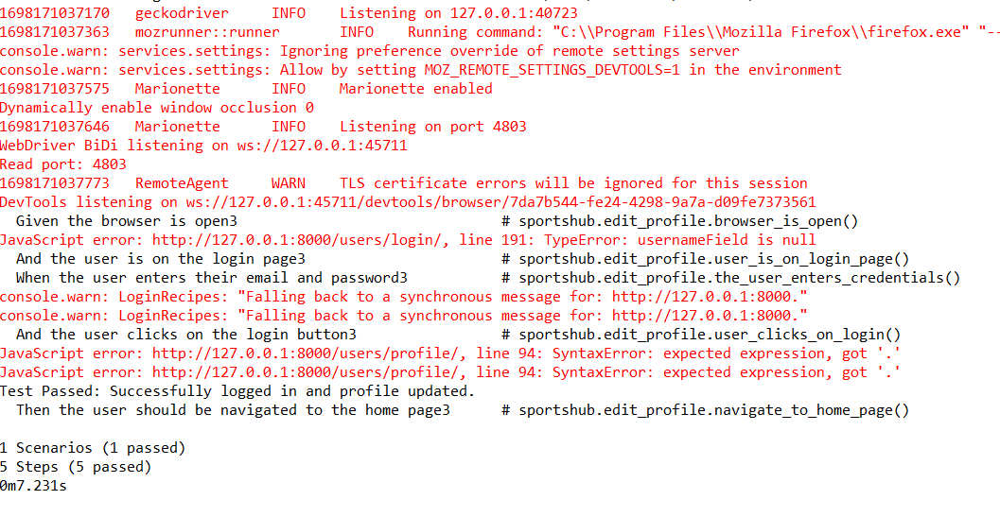 1698171037170 geckodriver INFO Listening on 127.0.0.1:40723
1698171037363 mozrunner::runner INFO Running command: "C:\\Program Files\\Mozilla Firefox\\firefox.exe" "--
console.warn: services.settings: Ignoring preference override of remote settings server
console.warn: services.settings: Allow by setting MOZ_REMOTE_SETTINGS_DEVTOOLS=1 in the environment
1698171037575 Marionette INFO Marionette enabled
Dynamically enable window occlusion 0
1698171037646 Marionette INFO Listening on port 4803
WebDriver BiDi listening on ws://127.0.0.1:45711
Read port: 4803
1698171037773 RemoteAgent WARN TLS certificate errors will be ignored for this session
DevTools listening on ws://127.0.0.1:45711/devtools/browser/7da7b544-fe24-4298-9a7a-d09fe7373561
Given the browser is open3 # sportshub.edit_profile.browser_is_open()
JavaScript error: http://127.0.0.1:8000/users/login/, line 191: TypeError: usernameField is null
And the user is on the login page3 # sportshub.edit_profile.user_is_on_login_page()
When the user enters their email and password3 # sportshub.edit_profile.the_user_enters_credentials()
console.warn: LoginRecipes: "Falling back to a synchronous message for: http://127.0.0.1:8000."
console.warn: LoginRecipes: "Falling back to a synchronous message for: http://127.0.0.1:8000."
And the user clicks on the login button3 # sportshub.edit_profile.user_clicks_on_login()
JavaScript error: http://127.0.0.1:8000/users/profile/, line 94: SyntaxError: expected expression, got '.'
JavaScript error: http://127.0.0.1:8000/users/profile/, line 94: SyntaxError: expected expression, got '.'
Test Passed: Successfully logged in and profile updated.
Then the user should be navigated to the home page3 # sportshub.edit_profile.navigate_to_home_page()
1 Scenarios (1 passed)
5 Steps (5 passed)
0m7.231s